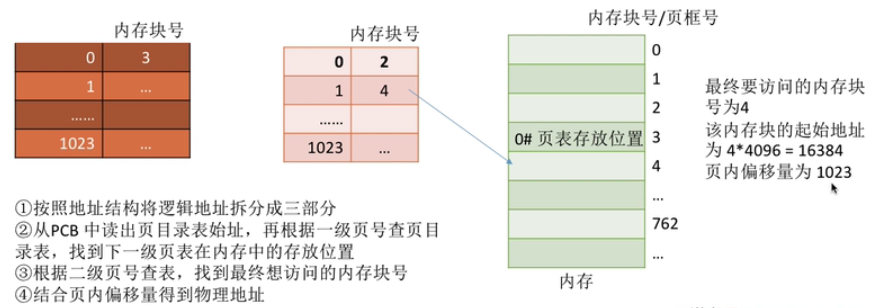 内存块号
0 3
1 ...
......
1023 ...
内存块号
0 2
1 4
......
1023 ...
内存块号/页框号
0
1
2
0# 页表存放位置 3
4
...
762
...
内存
最终要访问的内存块
号为4
该内存块的起始地址
为 4*4096 = 16384
页内偏移量为 1023
①按照地址结构将逻辑地址拆分成三部分
②从PCB 中读出页目录表始址，再根据一级页号查页目
录表，找到下一级页表在内存中的存放位置
③根据二级页号查表，找到最终想访问的内存块号
④结合页内偏移量得到物理地址